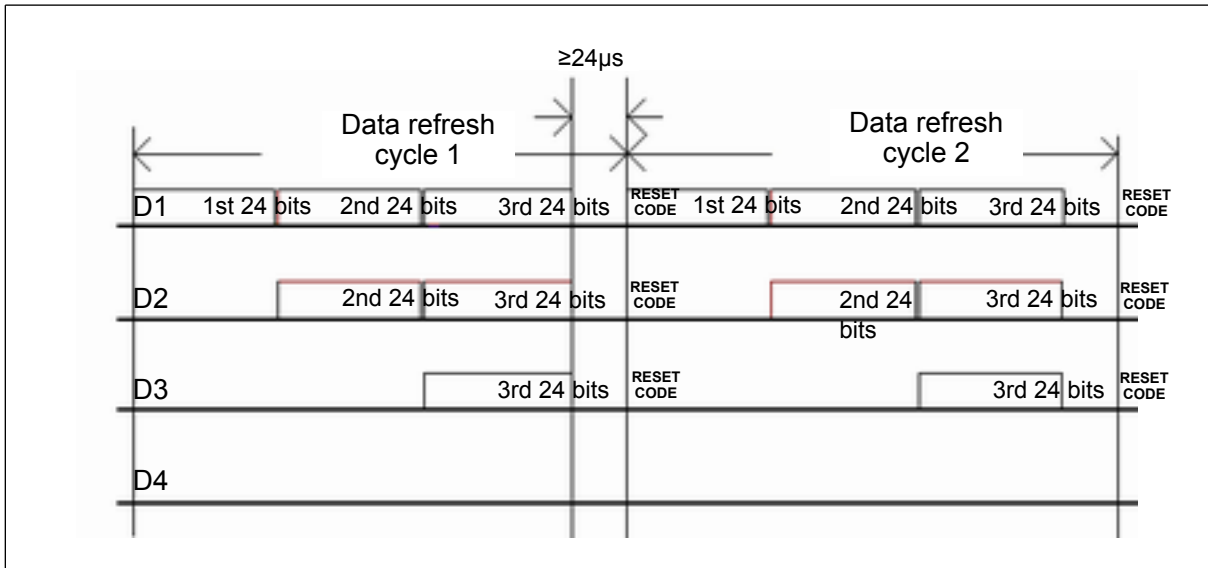 ≥24μs
Data refresh
cycle 1
Data refresh
cycle 2
D1 1st 24 bits 2nd 24 bits 3rd 24 bits RESET CODE 1st 24 bits 2nd 24 bits 3rd 24 bits RESET CODE
D2 2nd 24 bits 3rd 24 bits RESET CODE 2nd 24 bits 3rd 24 bits RESET CODE
D3 3rd 24 bits RESET CODE 3rd 24 bits RESET CODE
D4